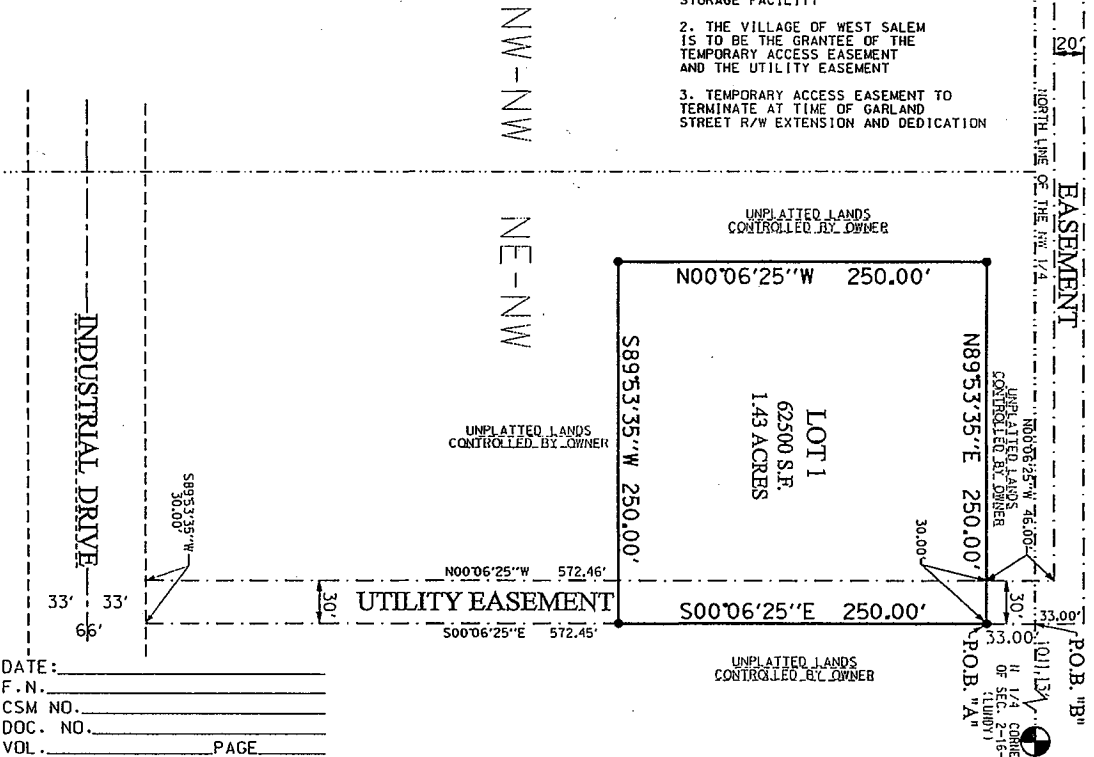 STORAGE FACILITY
2. THE VILLAGE OF WEST SALEM
IS TO BE THE GRANTEE OF THE
TEMPORARY ACCESS EASEMENT
AND THE UTILITY EASEMENT
3. TEMPORARY ACCESS EASEMENT TO
TERMINATE AT TIME OF GARLAND
STREET R/W EXTENSION AND DEDICATION
NW-NW
20'
NORTH LINE OF THE NW 1/4
EASEMENT
NE-NW
UNPLATTED LANDS
CONTROLLED BY OWNER
N00°06'25"W 250.00'
S89°53'35"W 250.00'
LOT 1
62500 S.F.
1.43 ACRES
N89°53'35"E 250.00'
UNPLATTED LANDS
CONTROLLED BY OWNER
N00°06'25"W 46.00'
UNPLATTED LANDS
CONTROLLED BY OWNER
INDUSTRIAL DRIVE
S89°53'35"W
30.00'
30.00'
N00°06'25"W 572.46'
30'
UTILITY EASEMENT
S00°06'25"E 250.00'
30'
S00°06'25"E 572.45'
33' 33'
66'
33.00'
33.00'
P.O.B. "A"
P.O.B. "B"
1011.13'
N 1/4 CORNE
OF SEC. 2-16-
(LUNDY)
UNPLATTED LANDS
CONTROLLED BY OWNER
DATE:
F.N.
CSM NO.
DOC. NO.
VOL. PAGE